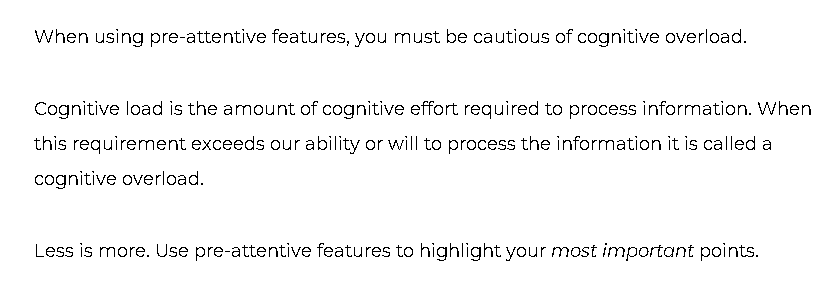 When using pre-attentive features, you must be cautious of cognitive overload.
Cognitive load is the amount of cognitive effort required to process information. When
this requirement exceeds our ability or will to process the information it is called a
cognitive overload.
Less is more. Use pre-attentive features to highlight your most important points.